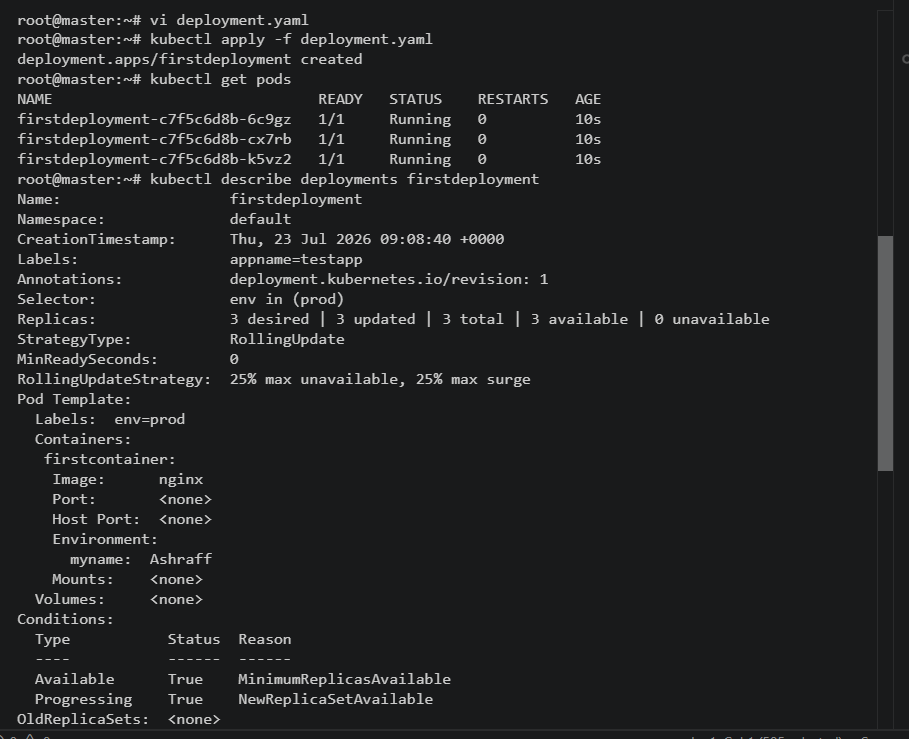 root@master:~# vi deployment.yaml
root@master:~# kubectl apply -f deployment.yaml
deployment.apps/firstdeployment created
root@master:~# kubectl get pods
NAME                              READY   STATUS    RESTARTS   AGE
firstdeployment-c7f5c6d8b-6c9gz   1/1     Running   0          10s
firstdeployment-c7f5c6d8b-cx7rb   1/1     Running   0          10s
firstdeployment-c7f5c6d8b-k5vz2   1/1     Running   0          10s
root@master:~# kubectl describe deployments firstdeployment
Name:                   firstdeployment
Namespace:              default
CreationTimestamp:      Thu, 23 Jul 2026 09:08:40 +0000
Labels:                 appname=testapp
Annotations:            deployment.kubernetes.io/revision: 1
Selector:               env in (prod)
Replicas:               3 desired | 3 updated | 3 total | 3 available | 0 unavailable
StrategyType:           RollingUpdate
MinReadySeconds:        0
RollingUpdateStrategy:  25% max unavailable, 25% max surge
Pod Template:
  Labels:  env=prod
  Containers:
   firstcontainer:
    Image:      nginx
    Port:       <none>
    Host Port:  <none>
    Environment:
      myname:  Ashraff
    Mounts:    <none>
  Volumes:     <none>
Conditions:
  Type           Status  Reason
  ----           ------  ------
  Available      True    MinimumReplicasAvailable
  Progressing    True    NewReplicaSetAvailable
OldReplicaSets:  <none>